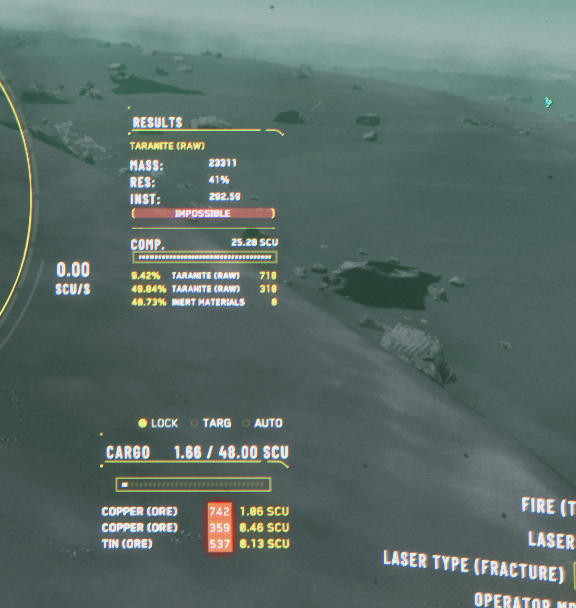 RESULTS
TARANITE (RAW)
MASS: 23311
RES: 41%
INST: 292.59
IMPOSSIBLE
COMP. 25.28 SCU
9.42% TARANITE (RAW) 718
49.84% TARANITE (RAW) 310
40.73% INERT MATERIALS 0
0.00
SCU/S
LOCK TARG AUTO
CARGO 1.66 / 48.00 SCU
COPPER (ORE) 742 1.06 SCU
COPPER (ORE) 359 0.46 SCU
TIN (ORE) 537 0.13 SCU
FIRE (T
LASER
LASER TYPE (FRACTURE)
OPERATOR